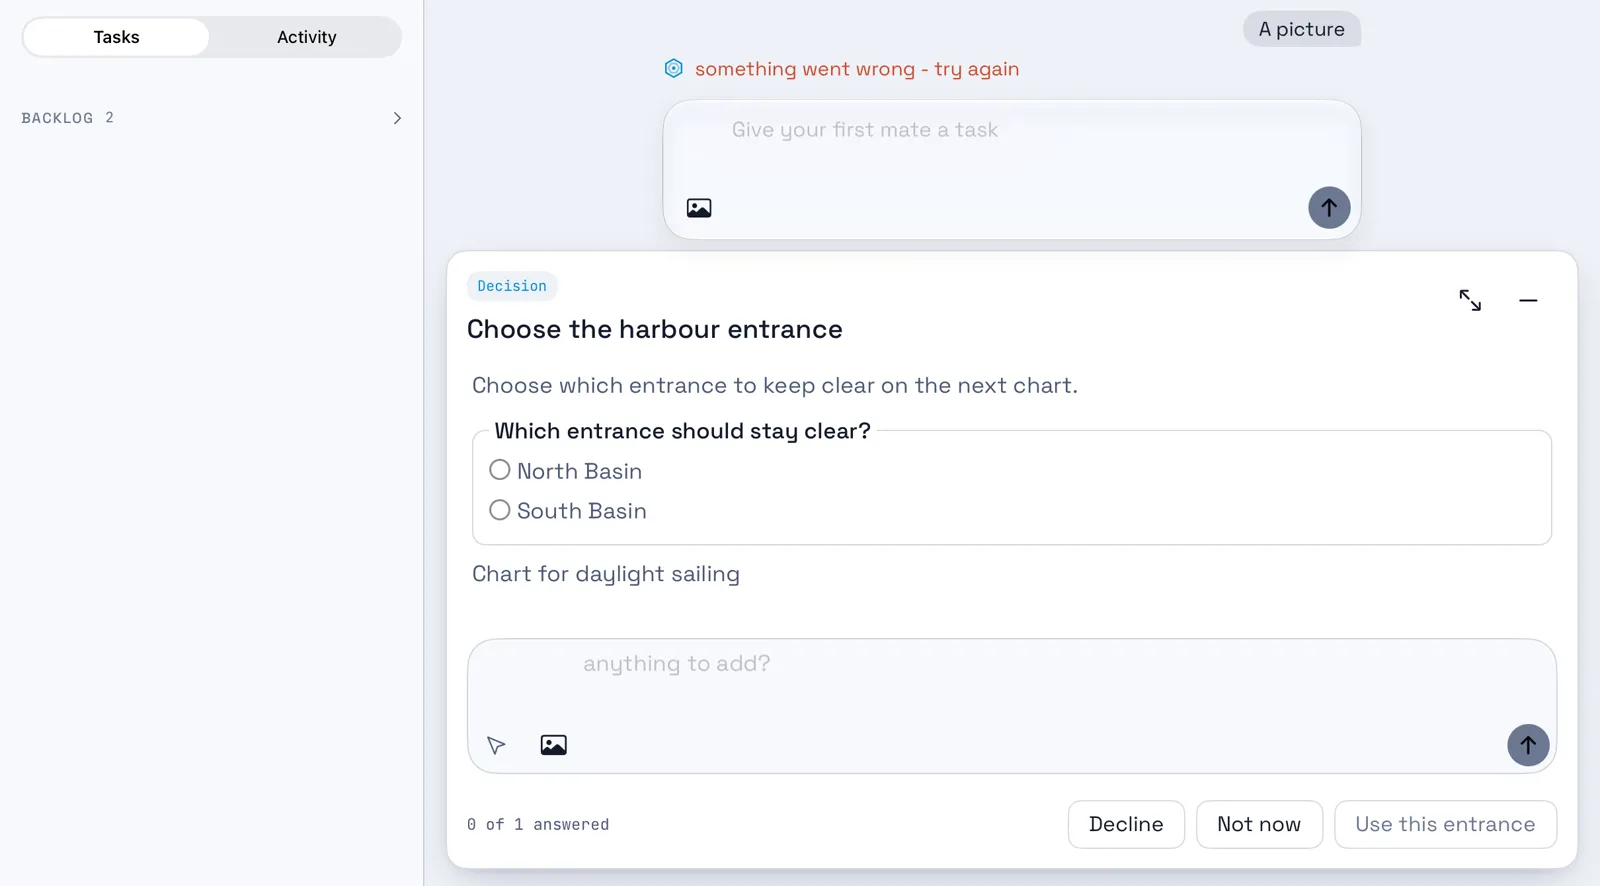 Tasks
Activity
BACKLOG 2
A picture
something went wrong - try again
Give your first mate a task
Decision
Choose the harbour entrance
Choose which entrance to keep clear on the next chart.
Which entrance should stay clear?
North Basin
South Basin
Chart for daylight sailing
anything to add?
0 of 1 answered
Decline
Not now
Use this entrance